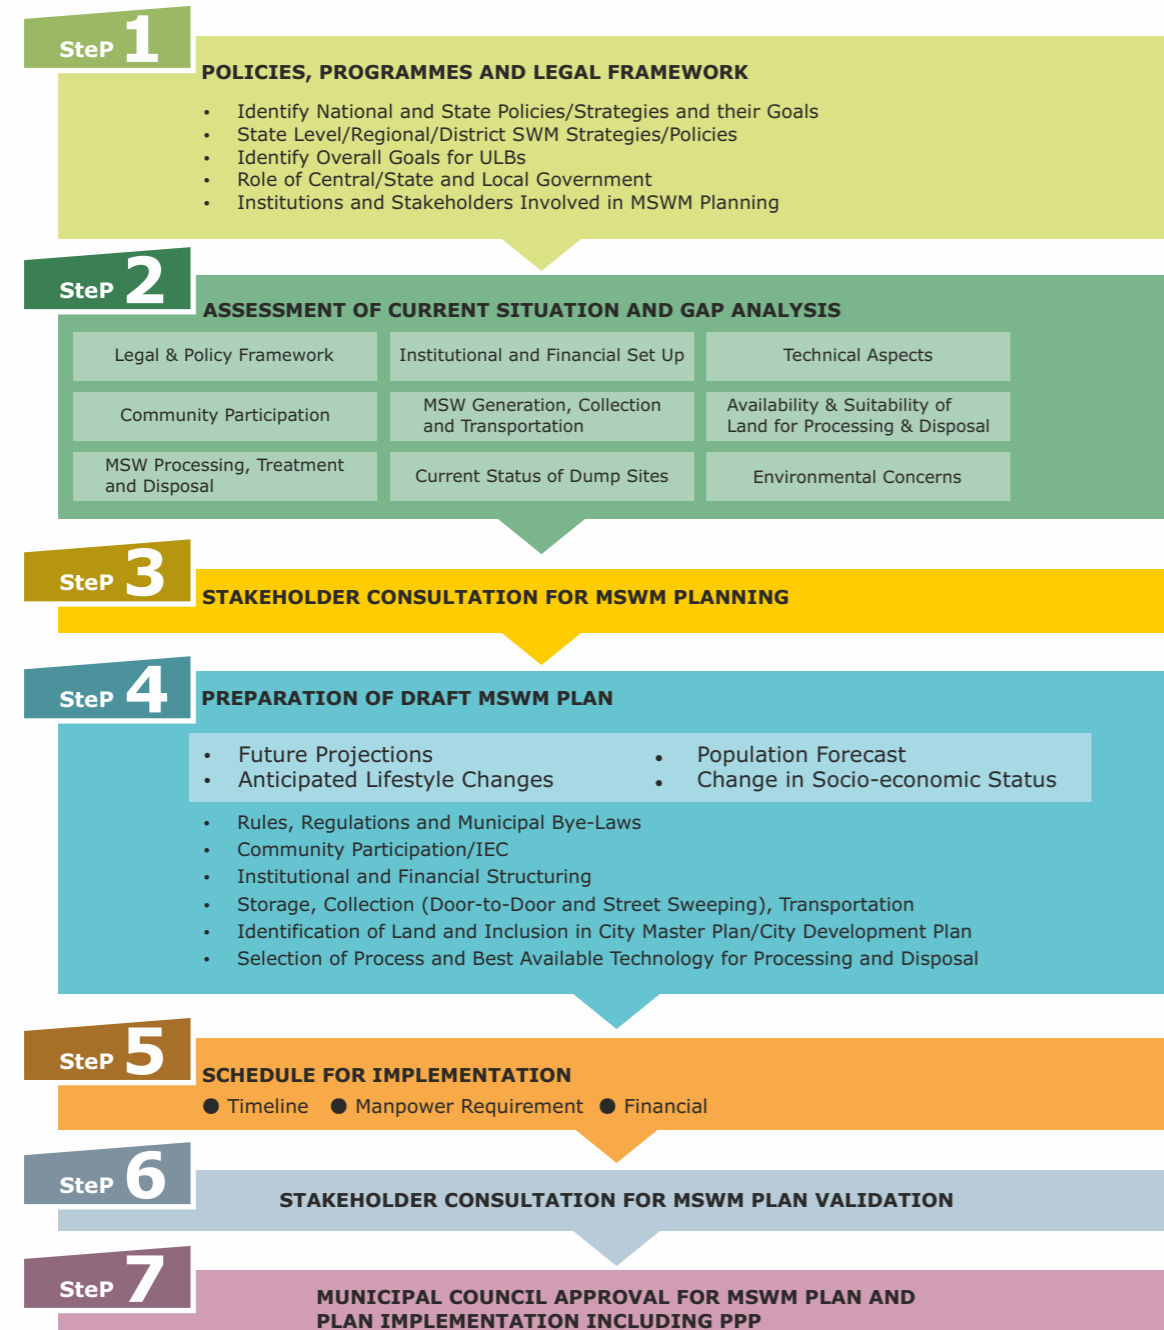 SteP 1
POLICIES, PROGRAMMES AND LEGAL FRAMEWORK
• Identify National and State Policies/Strategies and their Goals
• State Level/Regional/District SWM Strategies/Policies
• Identify Overall Goals for ULBs
• Role of Central/State and Local Government
• Institutions and Stakeholders Involved in MSWM Planning
SteP 2
ASSESSMENT OF CURRENT SITUATION AND GAP ANALYSIS
Legal & Policy Framework
Institutional and Financial Set Up
Technical Aspects
Community Participation
MSW Generation, Collection
and Transportation
Availability & Suitability of
Land for Processing & Disposal
MSW Processing, Treatment
and Disposal
Current Status of Dump Sites
Environmental Concerns
SteP 3
STAKEHOLDER CONSULTATION FOR MSWM PLANNING
SteP 4
PREPARATION OF DRAFT MSWM PLAN
• Future Projections
• Anticipated Lifestyle Changes
• Population Forecast
• Change in Socio-economic Status
• Rules, Regulations and Municipal Bye-Laws
• Community Participation/IEC
• Institutional and Financial Structuring
• Storage, Collection (Door-to-Door and Street Sweeping), Transportation
• Identification of Land and Inclusion in City Master Plan/City Development Plan
• Selection of Process and Best Available Technology for Processing and Disposal
SteP 5
SCHEDULE FOR IMPLEMENTATION
● Timeline ● Manpower Requirement ● Financial
SteP 6
STAKEHOLDER CONSULTATION FOR MSWM PLAN VALIDATION
SteP 7
MUNICIPAL COUNCIL APPROVAL FOR MSWM PLAN AND
PLAN IMPLEMENTATION INCLUDING PPP